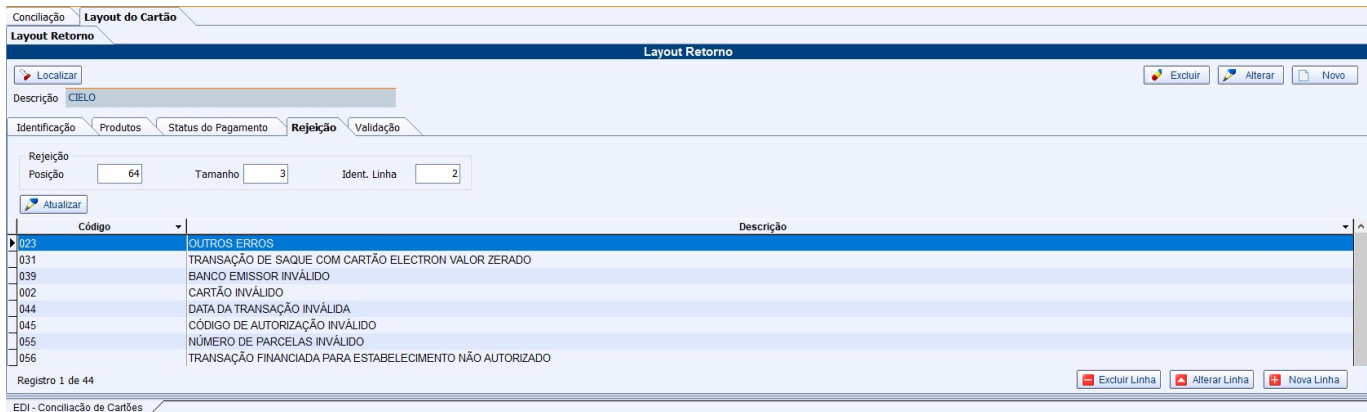 Conciliação Layout do Cartão
Layout Retorno
Layout Retorno
Localizar Excluir Alterar Novo
Descrição CIELO
Identificação Produtos Status do Pagamento Rejeição Validação
Rejeição
Posição 64 Tamanho 3 Ident. Linha 2
Atualizar
Código Descrição
023 OUTROS ERROS
031 TRANSAÇÃO DE SAQUE COM CARTÃO ELECTRON VALOR ZERADO
039 BANCO EMISSOR INVÁLIDO
002 CARTÃO INVÁLIDO
044 DATA DA TRANSAÇÃO INVÁLIDA
045 CÓDIGO DE AUTORIZAÇÃO INVÁLIDO
055 NÚMERO DE PARCELAS INVÁLIDO
056 TRANSAÇÃO FINANCIADA PARA ESTABELECIMENTO NÃO AUTORIZADO
Registro 1 de 44 Excluir Linha Alterar Linha Nova Linha
EDI - Conciliação de Cartões